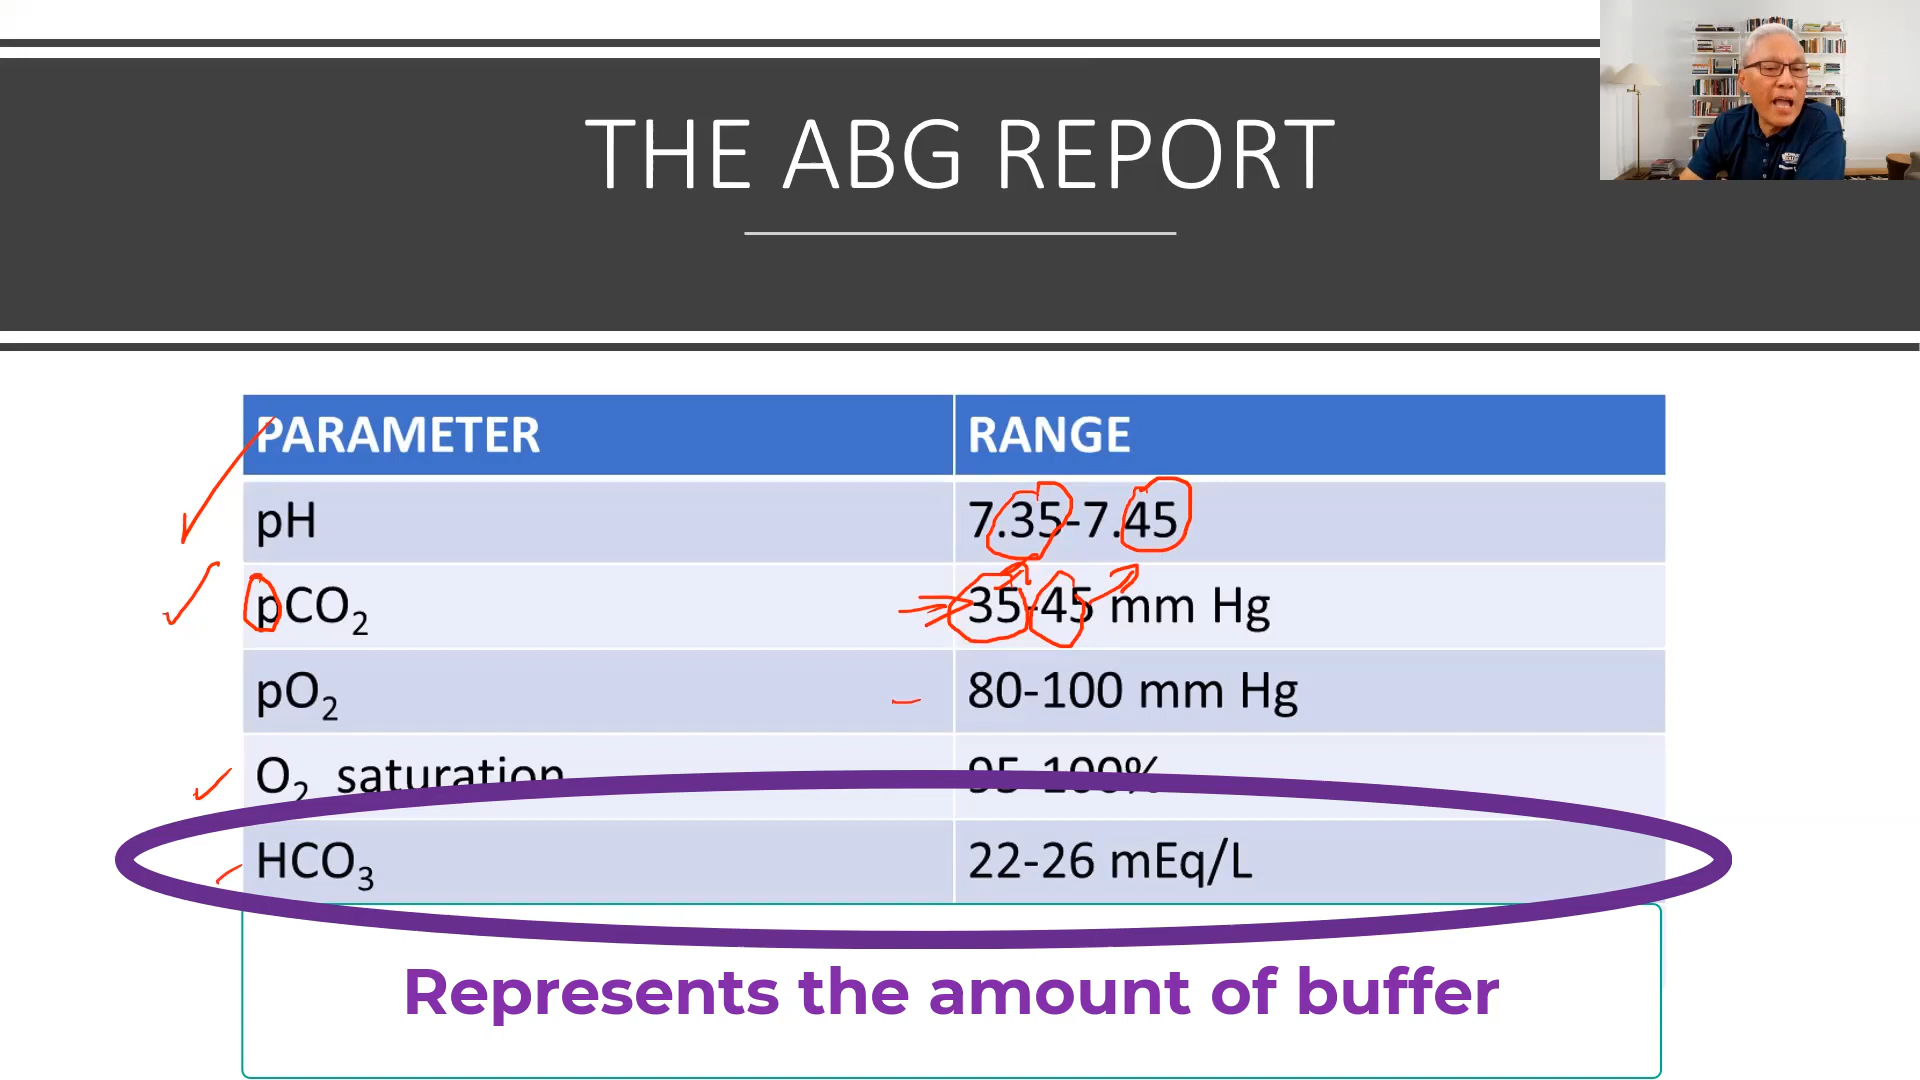 THE ABG REPORT
PARAMETER RANGE
pH 7.35-7.45
pCO₂ 35-45 mm Hg
pO₂ 80-100 mm Hg
O₂ saturation 95-100%
HCO₃ 22-26 mEq/L
Represents the amount of buffer